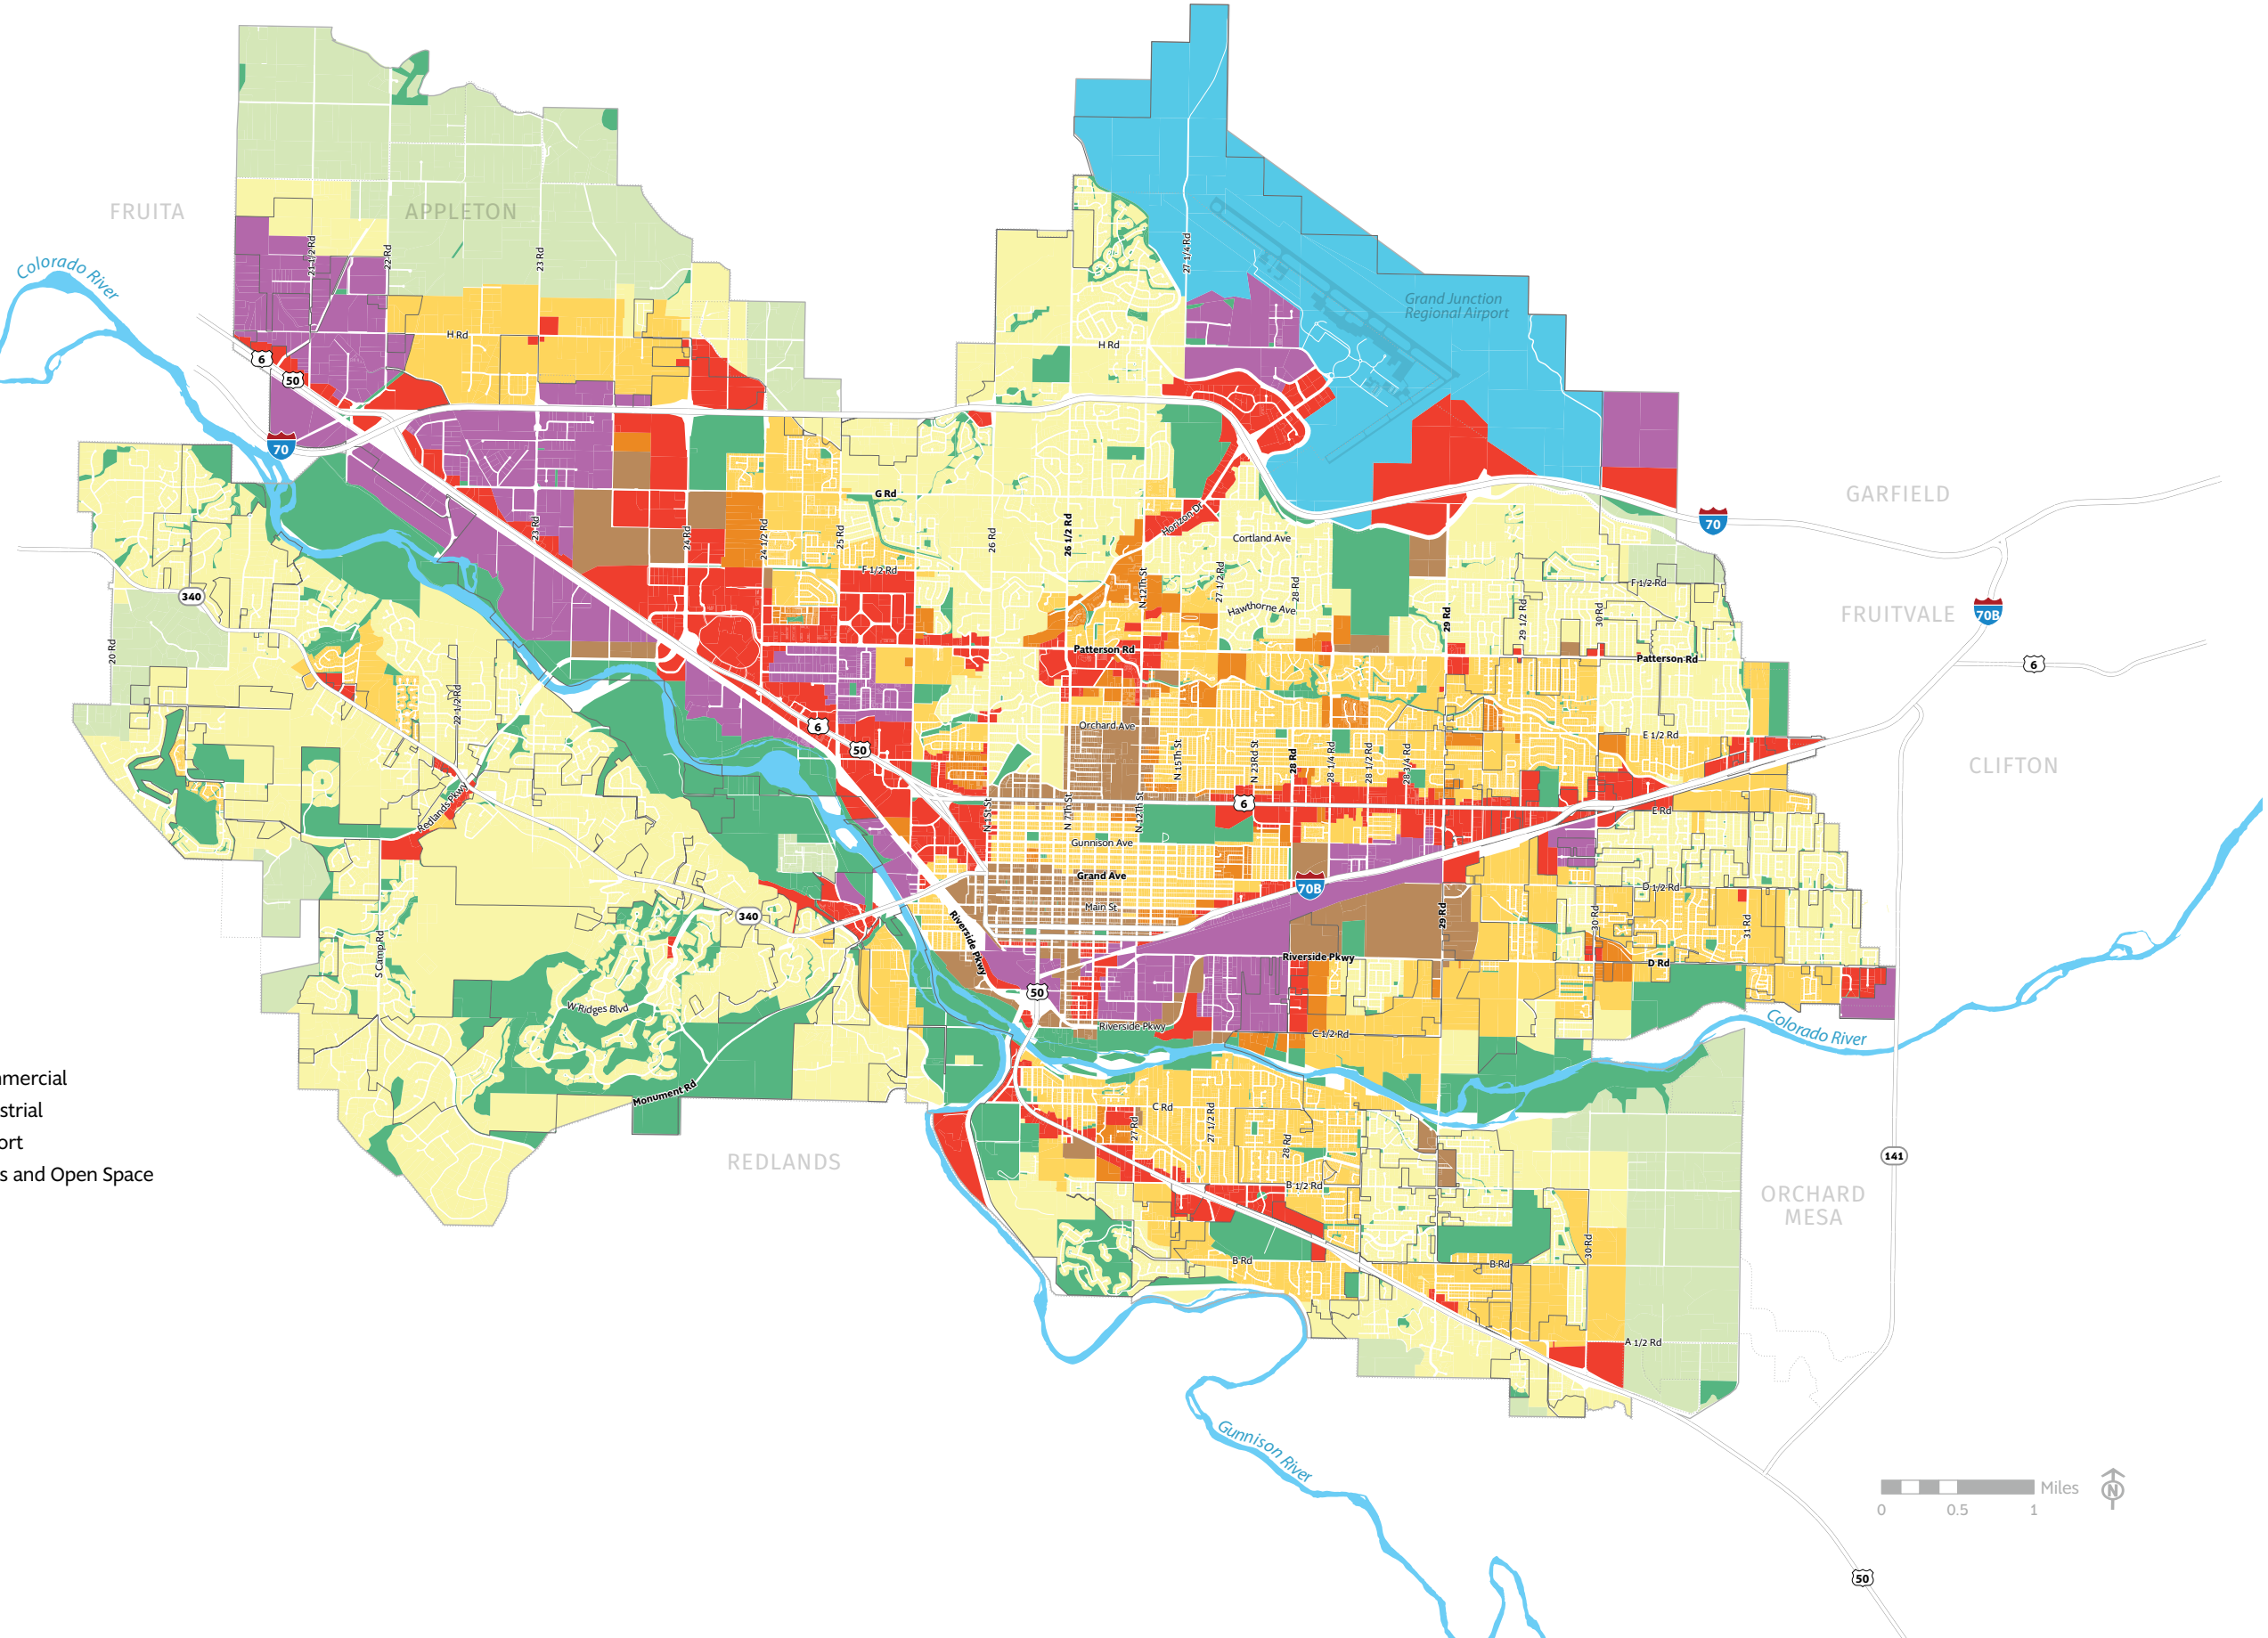 FRUITA
APPLETON
Colorado River
21 1/2 Rd
22 Rd
23 Rd
27 1/4 Rd
Grand Junction
Regional Airport
H Rd
H Rd
6
50
70
G Rd
GARFIELD
70
23 Rd
24 Rd
24 1/2 Rd
25 Rd
26 Rd
26 1/2 Rd
Horizon Dr
Cortland Ave
F 1/2 Rd
N 12Th St
27 1/2 Rd
28 Rd
F 1/2 Rd
340
Hawthorne Ave
29 Rd
29 1/2 Rd
30 Rd
FRUITVALE
70B
20 Rd
Patterson Rd
Patterson Rd
6
22 1/2 Rd
6
50
Orchard Ave
E 1/2 Rd
N 15Th St
N 23Rd St
28 Rd
28 1/4 Rd
28 1/2 Rd
28 3/4 Rd
CLIFTON
Redlands Pkwy
N 1St St
N 7Th St
N 12Th St
6
E Rd
Gunnison Ave
Grand Ave
70B
D 1/2 Rd
Main St
340
Riverside Pkwy
29 Rd
30 Rd
31 Rd
S Camp Rd
Riverside Pkwy
D Rd
50
W Ridges Blvd
Riverside Pkwy
C 1/2 Rd
Colorado River
mmercial
Monument Rd
strial
C Rd
27 Rd
27 1/2 Rd
28 Rd
ort
REDLANDS
141
s and Open Space
B 1/2 Rd
ORCHARD
MESA
B Rd
B Rd
30 Rd
A 1/2 Rd
Gunnison River
Miles
N
0
0.5
1
50